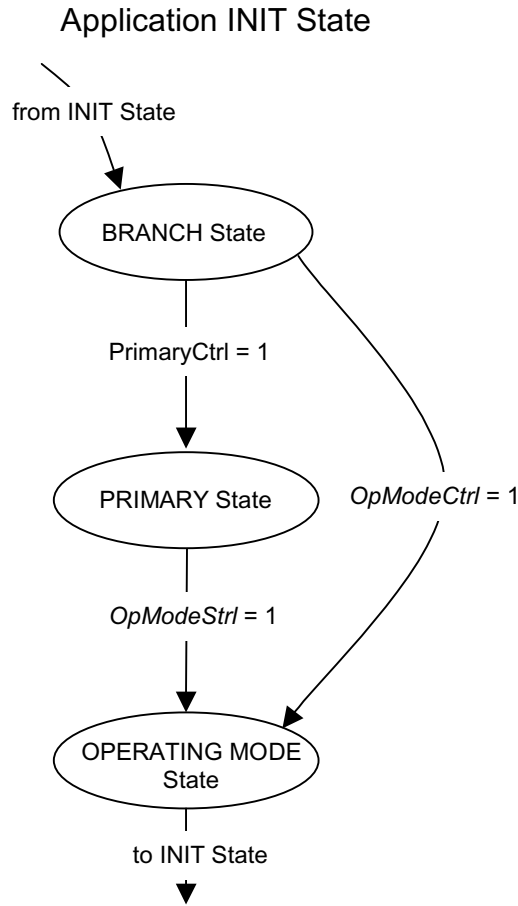 Application INIT State
from INIT State
BRANCH State
PrimaryCtrl = 1
PRIMARY State
OpModeCtrl = 1
OpModeStrl = 1
OPERATING MODE
State
to INIT State